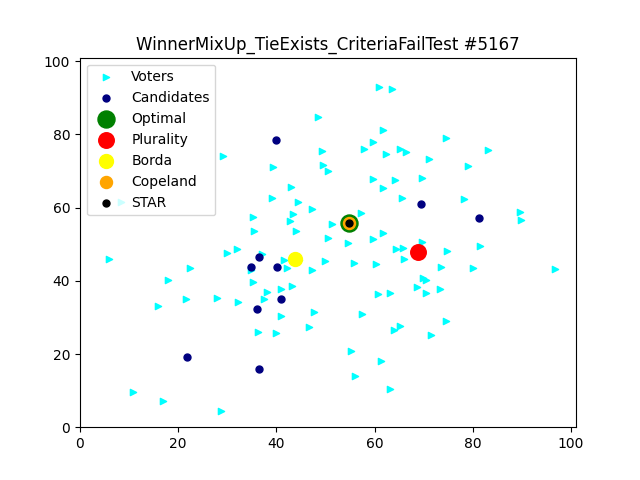 WinnerMixUp_TieExists_CriteriaFailTest #5167
100
80
60
40
20
0
Voters
Candidates
Optimal
Plurality
Borda
Copeland
STAR
0 20 40 60 80 100